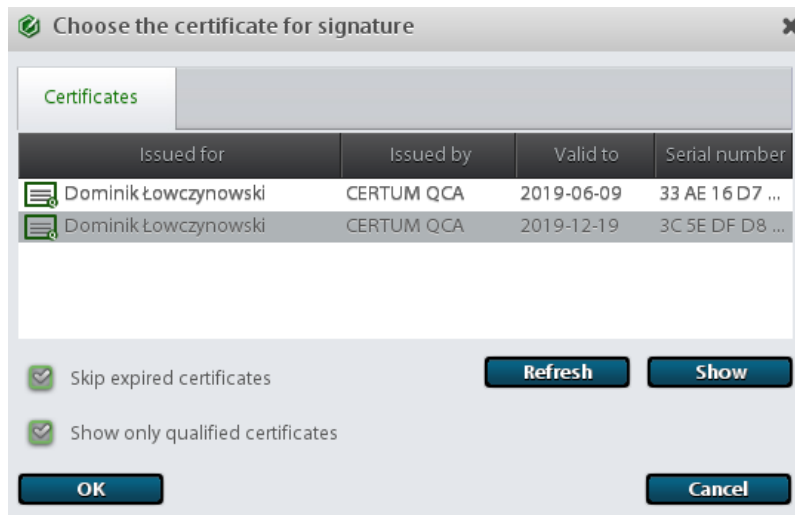 Choose the certificate for signature
Certificates
Issued for Issued by Valid to Serial number
Dominik Łowczynowski CERTUM QCA 2019-06-09 33 AE 16 D7 ...
Dominik Łowczynowski CERTUM QCA 2019-12-19 3C 5E DF D8 ...
Skip expired certificates Refresh Show
Show only qualified certificates
OK Cancel